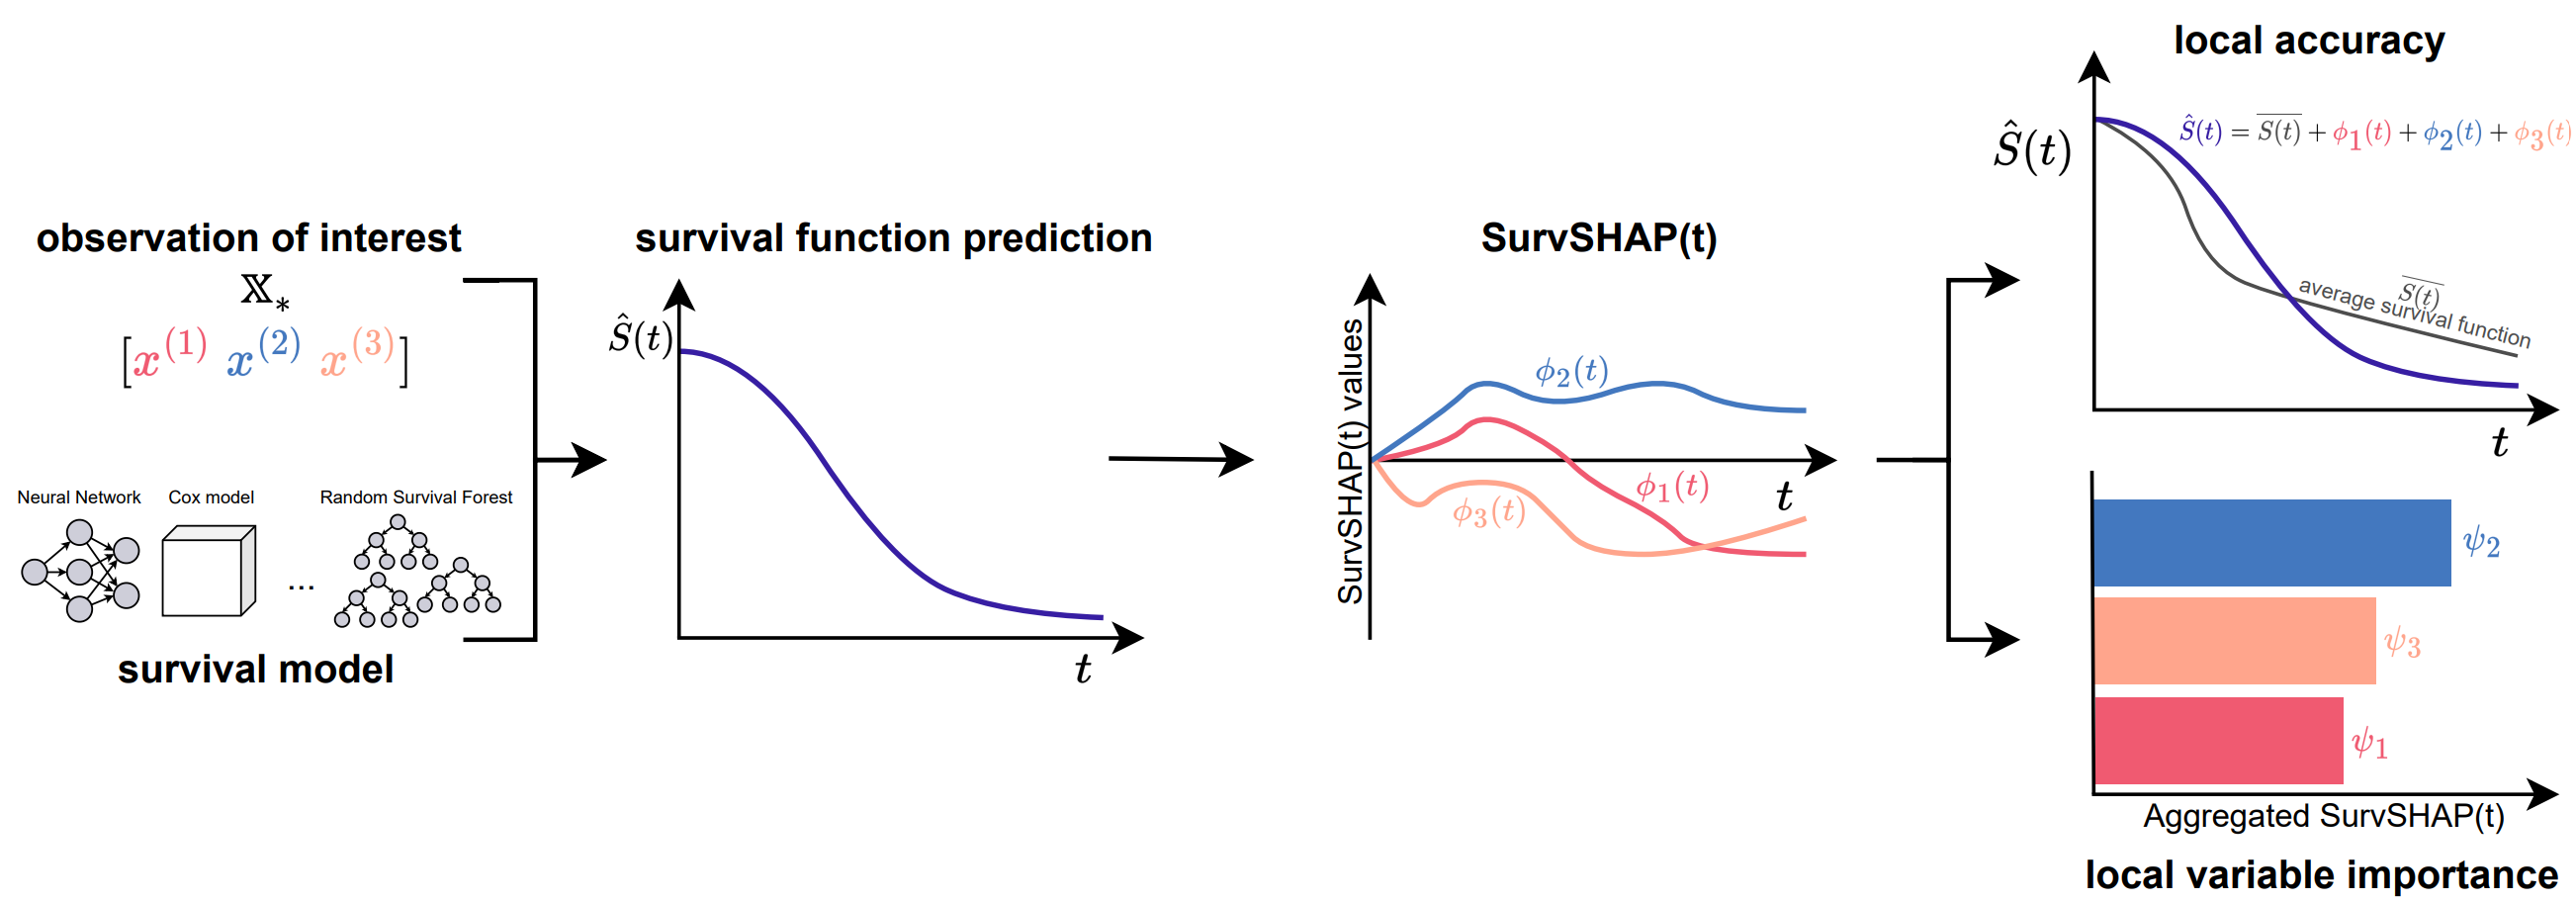 observation of interest
𝕏*
[x^(1) x^(2) x^(3)]
Neural Network
Cox model
...
Random Survival Forest
survival model
survival function prediction
Ŝ(t)
t
SurvSHAP(t)
SurvSHAP(t) values
ϕ₂(t)
ϕ₁(t)
ϕ₃(t)
t
local accuracy
Ŝ(t)
Ŝ(t) = S̅(t)̅ + ϕ₁(t) + ϕ₂(t) + ϕ₃(t)
S̅(t)̅
average survival function
t
ψ₂
ψ₃
ψ₁
Aggregated SurvSHAP(t)
local variable importance